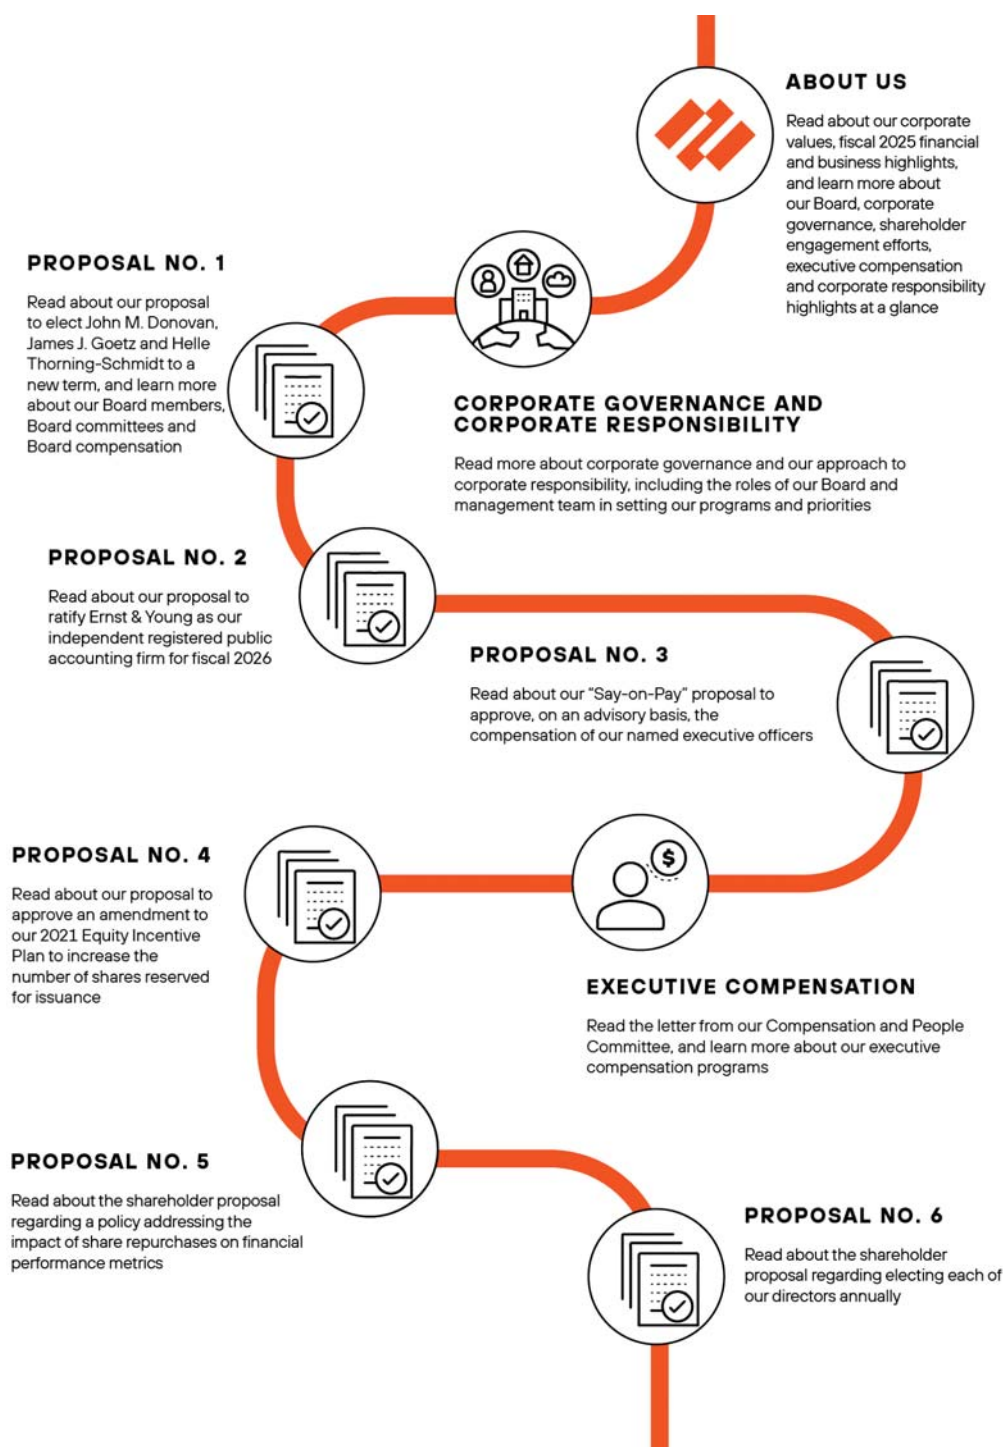 ABOUT US
Read about our corporate
values, fiscal 2025 financial
and business highlights,
and learn more about
our Board, corporate
governance, shareholder
engagement efforts,
executive compensation
and corporate responsibility
highlights at a glance
CORPORATE GOVERNANCE AND
CORPORATE RESPONSIBILITY
Read more about corporate governance and our approach to
corporate responsibility, including the roles of our Board and
management team in setting our programs and priorities
PROPOSAL NO. 1
Read about our proposal
to elect John M. Donovan,
James J. Goetz and Helle
Thorning-Schmidt to a
new term, and learn more
about our Board members,
Board committees and
Board compensation
PROPOSAL NO. 2
Read about our proposal to
ratify Ernst & Young as our
independent registered public
accounting firm for fiscal 2026
PROPOSAL NO. 3
Read about our “Say-on-Pay” proposal to
approve, on an advisory basis, the
compensation of our named executive officers
$
EXECUTIVE COMPENSATION
Read the letter from our Compensation and People
Committee, and learn more about our executive
compensation programs
PROPOSAL NO. 4
Read about our proposal to
approve an amendment to
our 2021 Equity Incentive
Plan to increase the
number of shares reserved
for issuance
PROPOSAL NO. 5
Read about the shareholder proposal
regarding a policy addressing the
impact of share repurchases on financial
performance metrics
PROPOSAL NO. 6
Read about the shareholder
proposal regarding electing each of
our directors annually